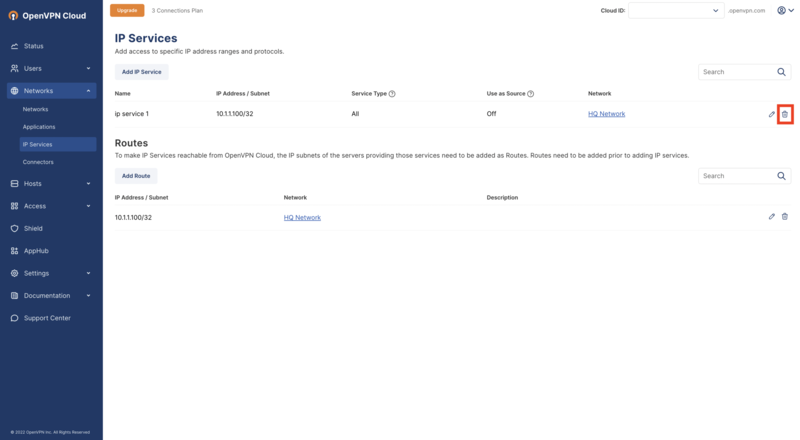 OpenVPN Cloud
Upgrade
3 Connections Plan
Cloud ID:
.openvpn.com
Status
Users
Networks
Networks
Applications
IP Services
Connectors
Hosts
Access
Shield
AppHub
Settings
Documentation
Support Center
© 2022 OpenVPN Inc. All Rights Reserved
IP Services
Add access to specific IP address ranges and protocols.
Add IP Service
Search
Name IP Address / Subnet Service Type ? Use as Source ? Network
ip service 1 10.1.1.100/32 All Off HQ Network
Routes
To make IP Services reachable from OpenVPN Cloud, the IP subnets of the servers providing those services need to be added as Routes. Routes need to be added prior to adding IP services.
Add Route
Search
IP Address / Subnet Network Description
10.1.1.100/32 HQ Network